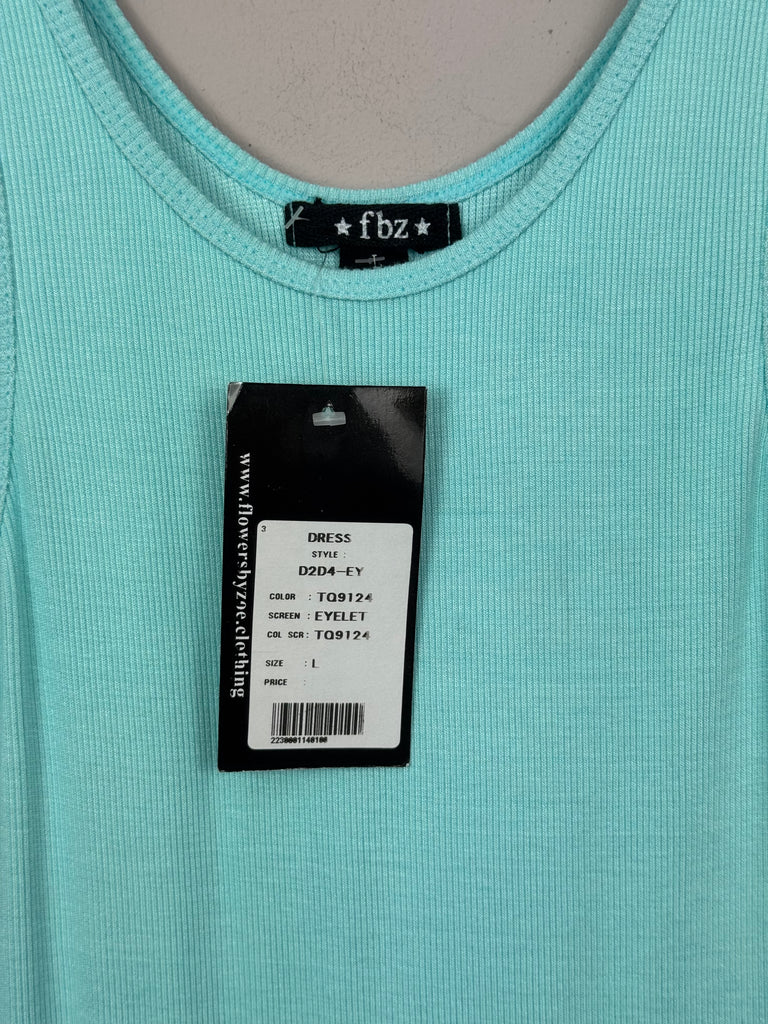 ★fbz★
www.flowersbyzoe.clothing
3
DRESS
STYLE :
D2D4-EY
COLOR : TQ9124
SCREEN : EYELET
COL SCR: TQ9124
SIZE : L
PRICE :